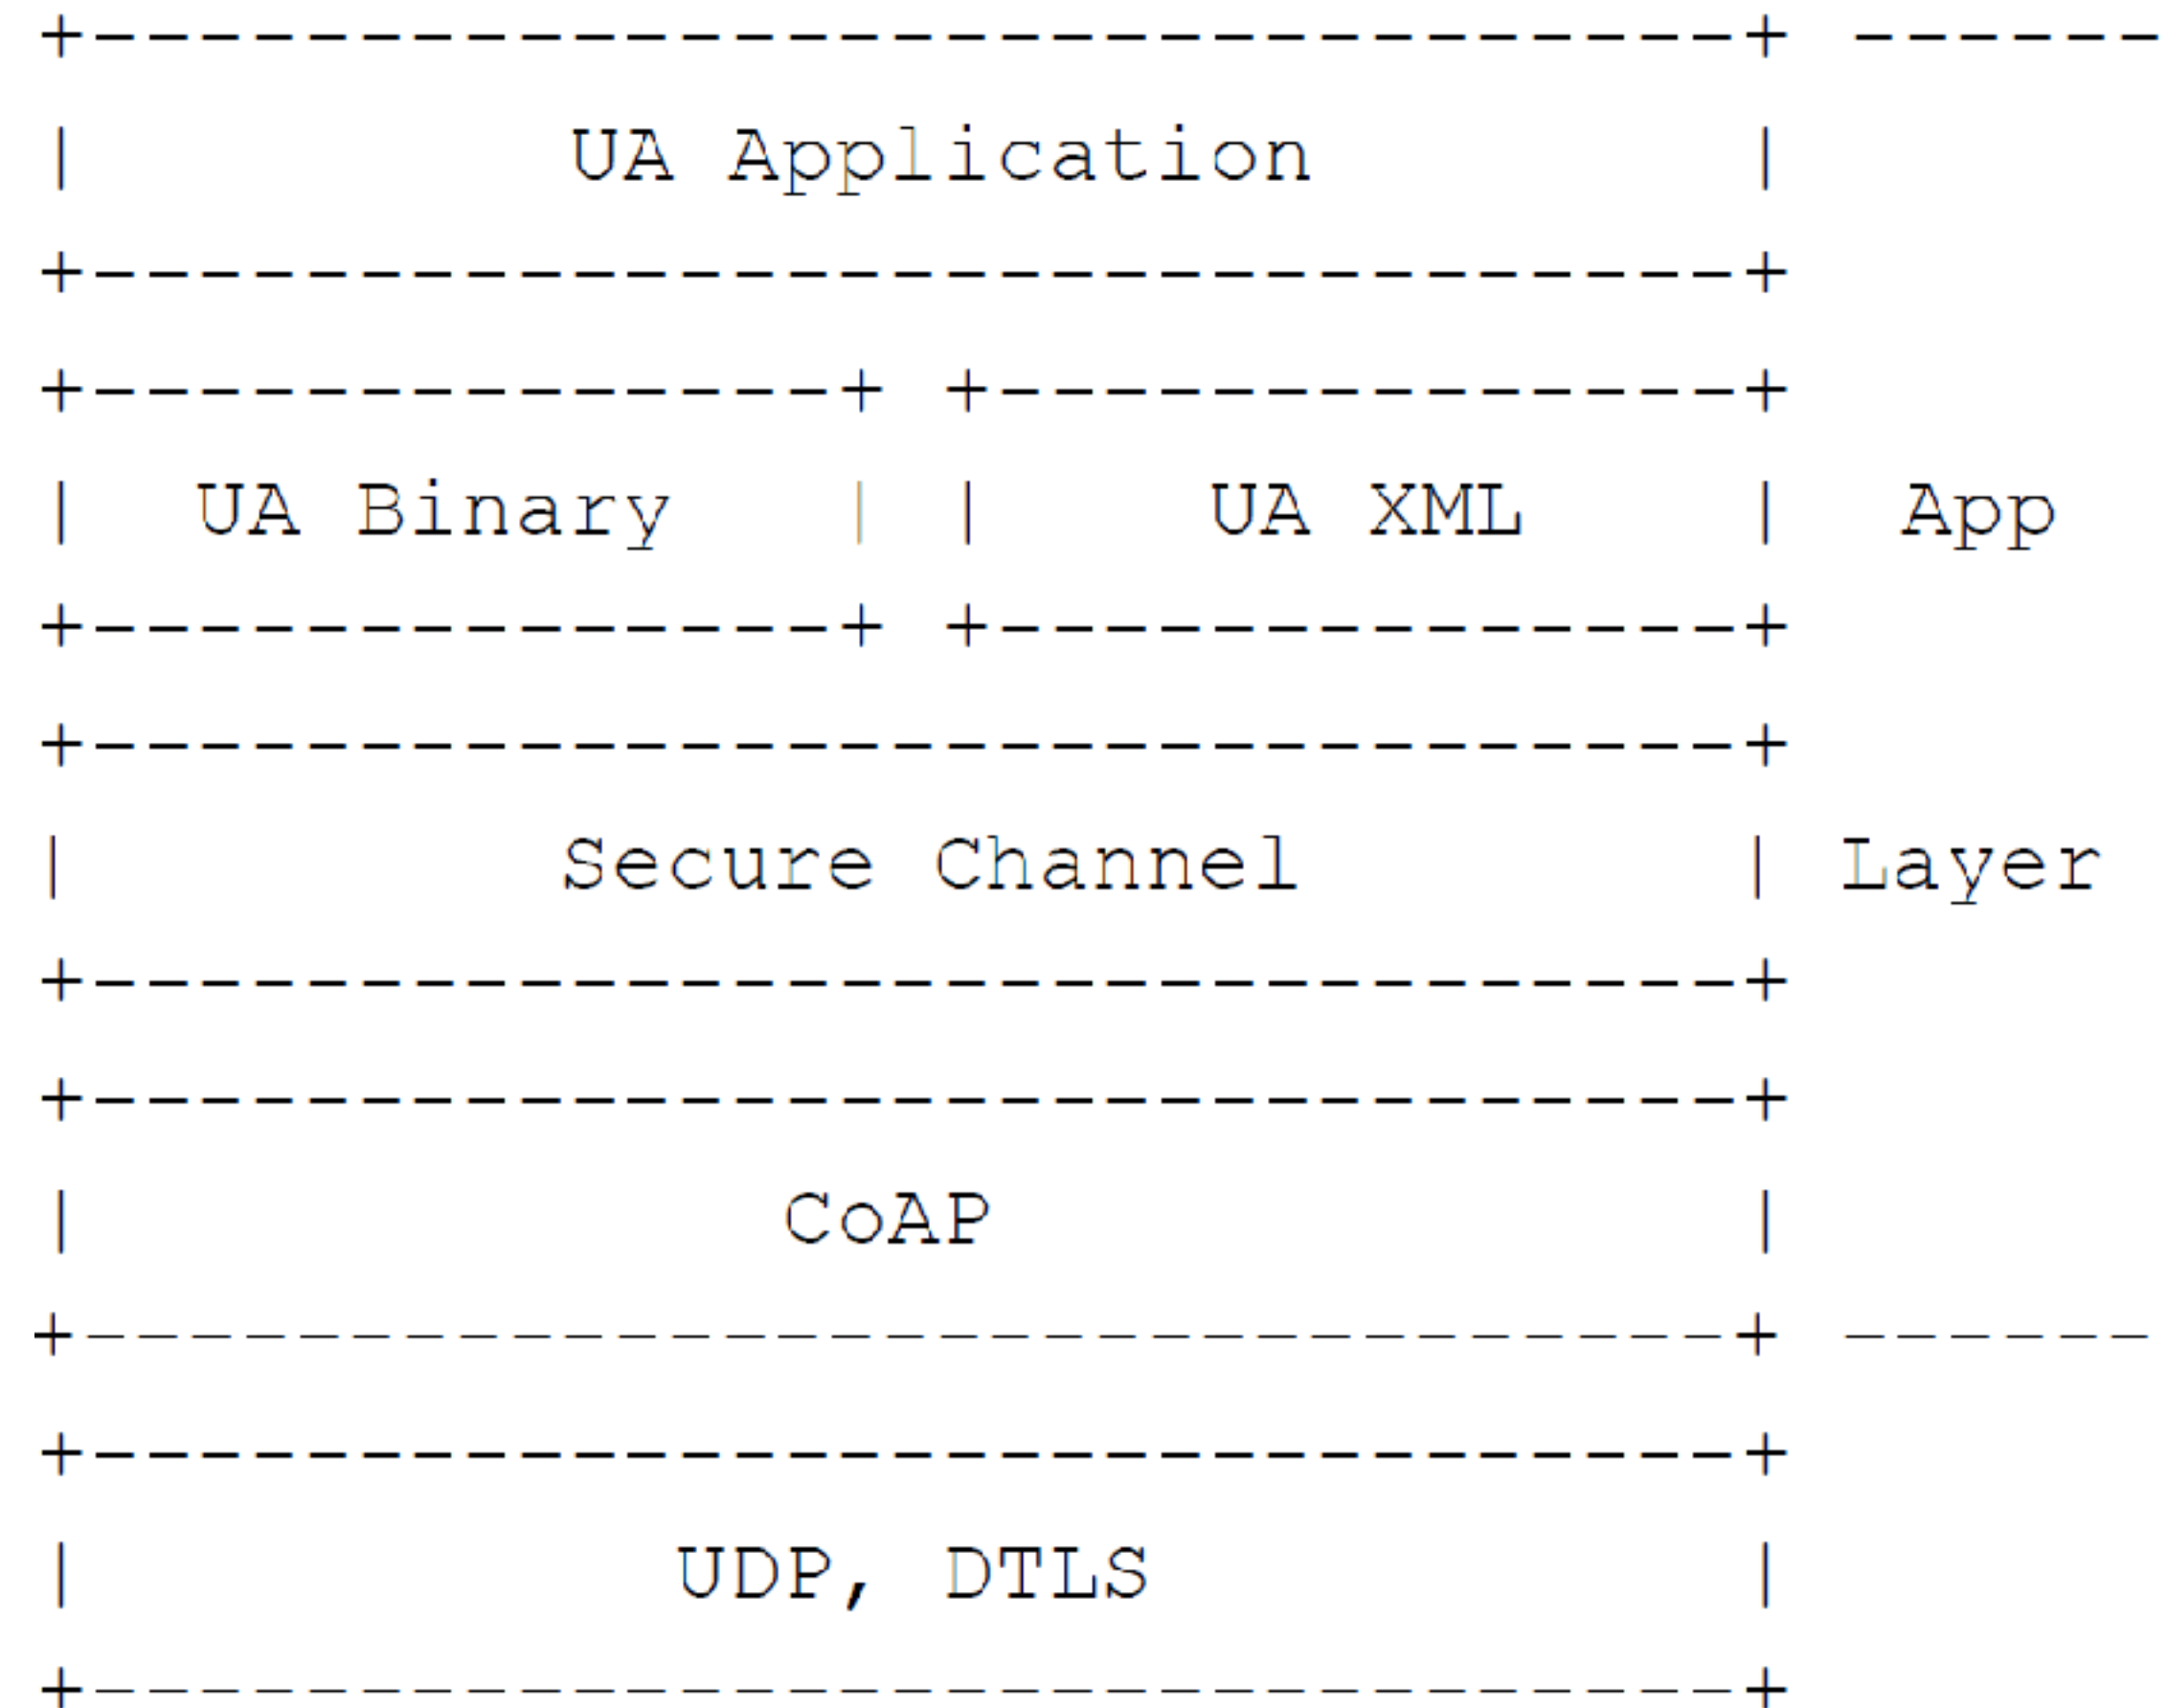 +-------------------------------+ ------
|         UA Application        |
+-------------------------------+
+--------------+ +--------------+
|  UA Binary   | |    UA XML    |  App
+--------------+ +--------------+
+-------------------------------+
|         Secure Channel        | Layer
+-------------------------------+
+-------------------------------+
|             CoAP              |
+-------------------------------+ ------
+-------------------------------+
|           UDP, DTLS           |
+-------------------------------+